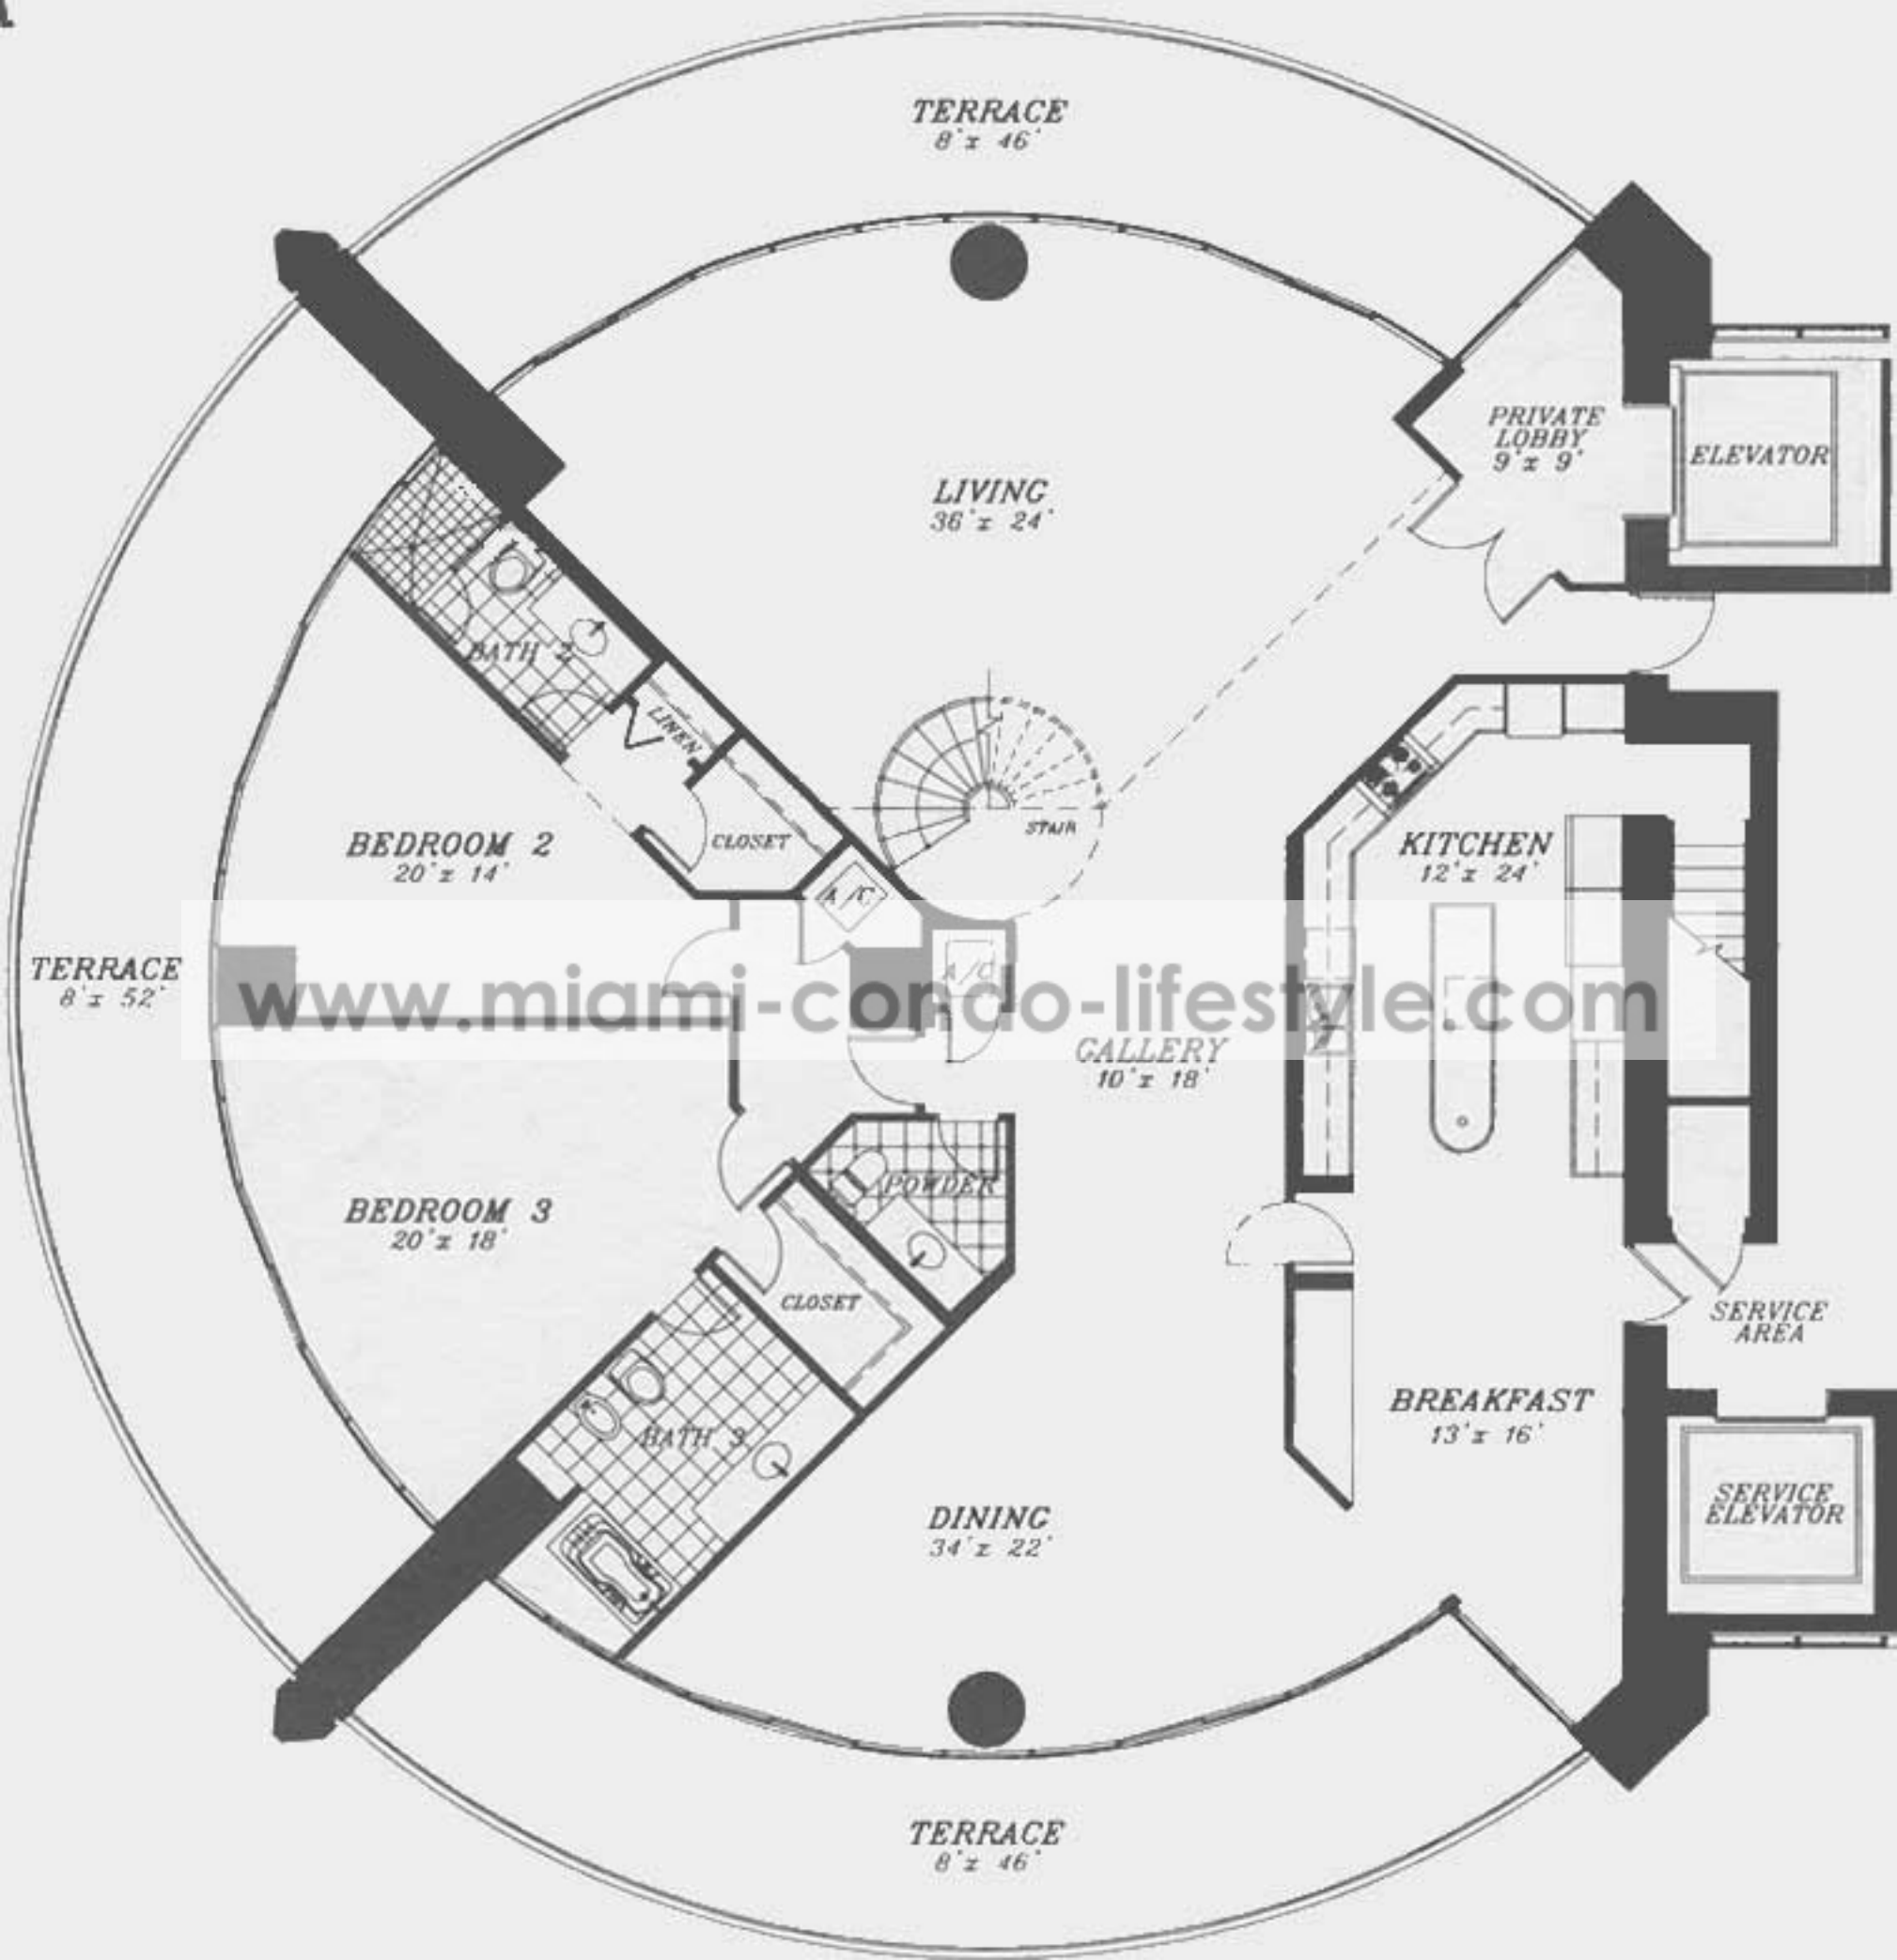 TERRACE
8' x 46'
PRIVATE
LOBBY
9' x 9'
ELEVATOR
LIVING
36' x 24'
BATH 2
LINEN
CLOSET
STAIR
BEDROOM 2
20' x 14'
A/C
KITCHEN
12' x 24'
TERRACE
8' x 52'
A/C
www.miami-condo-lifestyle.com
GALLERY
10' x 18'
POWDER
BEDROOM 3
20' x 18'
CLOSET
SERVICE
AREA
BREAKFAST
13' x 16'
BATH 3
DINING
34' x 22'
SERVICE
ELEVATOR
TERRACE
8' x 46'